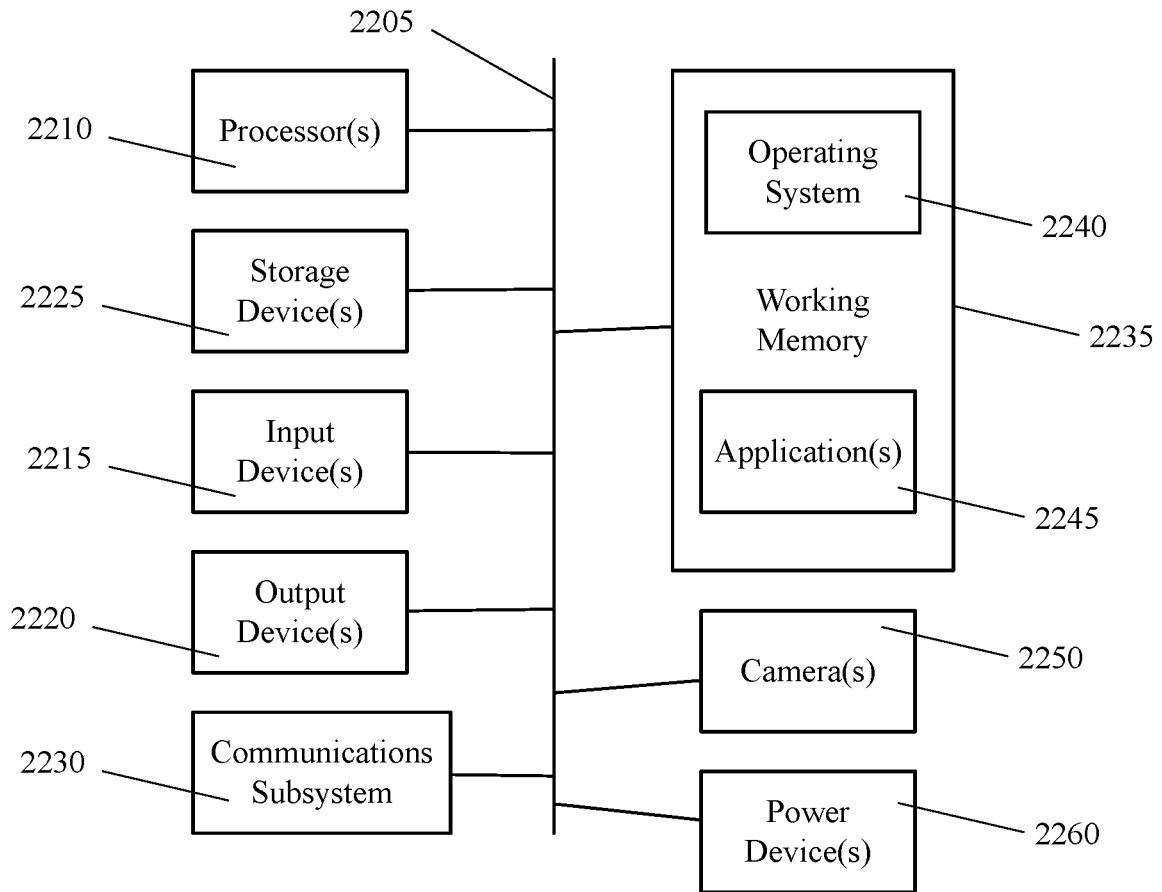 2205
2210
Processor(s)
Storage
Device(s)
2225
Input
Device(s)
2215
Output
Device(s)
2220
Communications
Subsystem
2230
Operating
System
2240
Working
Memory
2235
Application(s)
2245
Camera(s)
2250
Power
Device(s)
2260